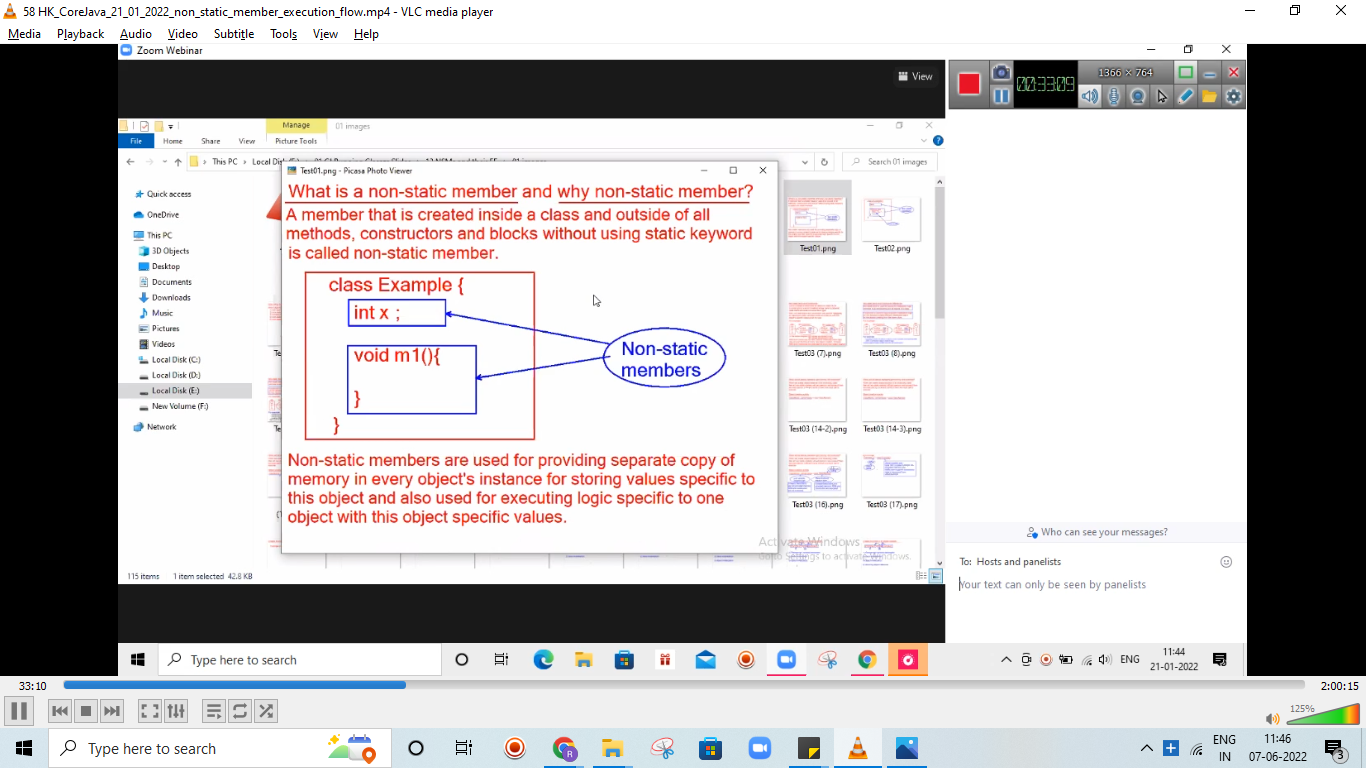 58 HK_CoreJava_21_01_2022_non_static_member_execution_flow.mp4 - VLC media player
Media Playback Audio Video Subtitle Tools View Help
Zoom Webinar
View
00:33:09
1366 × 764
Manage
01 images
File Home Share View Picture Tools
This PC
Search 01 images
Quick access
OneDrive
This PC
3D Objects
Desktop
Documents
Downloads
Music
Pictures
Videos
Local Disk (C:)
Local Disk (D:)
Local Disk (E:)
New Volume (F:)
Network
Test01.png - Picasa Photo Viewer
What is a non-static member and why non-static member?
A member that is created inside a class and outside of all
methods, constructors and blocks without using static keyword
is called non-static member.
class Example {
int x ;
void m1(){
}
}
Non-static
members
Non-static members are used for providing separate copy of
memory in every object's instance for storing values specific to
this object and also used for executing logic specific to one
object with this object specific values.
Test01.png Test02.png
Test03 (7).png Test03 (8).png
Test03 (14-2).png Test03 (14-3).png
Test03 (16).png Test03 (17).png
Activate Windows
Go to Settings to activate Windows.
115 items 1 item selected 42.8 KB
Who can see your messages?
To: Hosts and panelists
Your text can only be seen by panelists
Type here to search
ENG
11:44
21-01-2022
33:10
2:00:15
125%
Type here to search
ENG
IN
11:46
07-06-2022
3